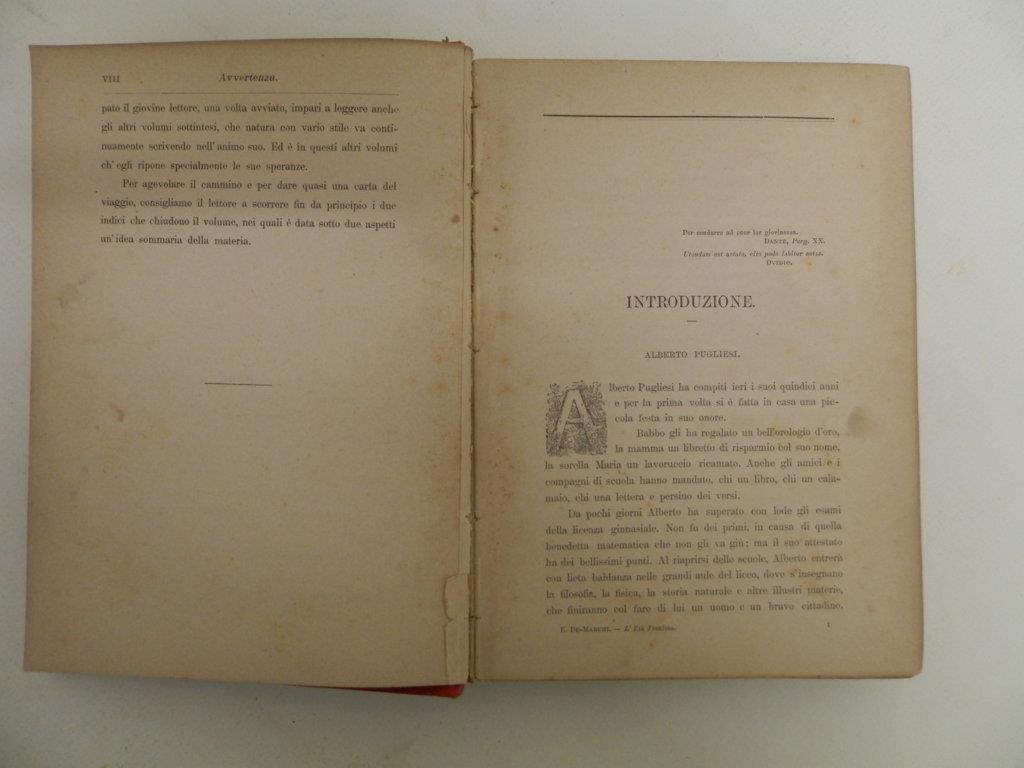 VIII Avvertenza.
pato il giovine lettore, una volta avviato, impari a leggere anche
gli altri volumi sottintesi, che natura con vario stile va conti-
nuamente scrivendo nell'animo suo. Ed è in questi altri volumi
ch'egli ripone specialmente le sue speranze.
Per agevolare il cammino e per dare quasi una carta del
viaggio, consigliamo il lettore a scorrere fin da principio i due
indici che chiudono il volume, nei quali è data sotto due aspetti
un'idea sommaria della materia.
Per condurre ad onor lor giovinezza.
DANTE, Purg. XX.
Utendum est aetate, cito pede labitur aetas.
OVIDIO.
INTRODUZIONE.
ALBERTO PUGLIESI.
Alberto Pugliesi ha compiti ieri i suoi quindici anni
e per la prima volta si è fatta in casa una pic-
cola festa in suo onore.
Babbo gli ha regalato un bell'orologio d'oro,
la mamma un libretto di risparmio col suo nome,
la sorella Maria un lavoruccio ricamato. Anche gli amici e i
compagni di scuola hanno mandato, chi un libro, chi un cala-
maio, chi una lettera e persino dei versi.
Da pochi giorni Alberto ha superato con lode gli esami
della licenza ginnasiale. Non fu dei primi, in causa di quella
benedetta matematica che non gli va giù; ma il suo attestato
ha dei bellissimi punti. Al riaprirsi delle scuole, Alberto entrerà
con lieta baldanza nelle grandi aule del liceo, dove s'insegnano
la filosofia, la fisica, la storia naturale e altre illustri materie,
che finiranno col fare di lui un uomo e un bravo cittadino.
E. DE-MARCHI. — L'Età Preziosa. 1